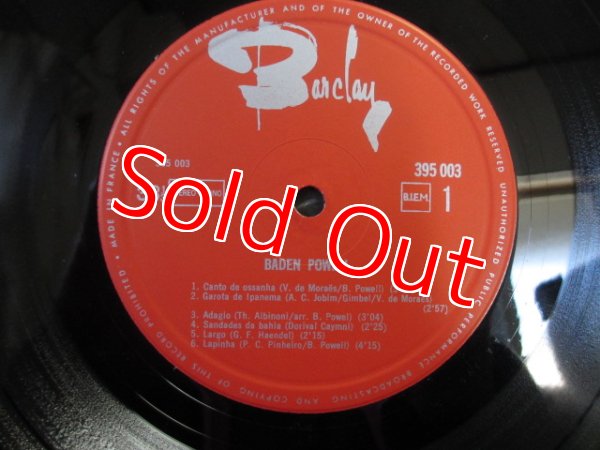 • ALL RIGHTS OF THE MANUFACTURER AND OF THE OWNER OF THE RECORDED WORK RESERVED UNAUTHORIZED PUBLIC PERFORMANCE BROADCASTING AND COPYING OF THIS RECORD PROHIBITED • MADE IN FRANCE
Barclay
395 003
395 003
B.I.E.M.
1
Sold Out
BADEN
1. Canto de ossanha (V. de Moraës/B. Powell)
2. Garota de Ipanema (A. C. Jobim/Gimbel/V. de Moraës)
(2'57)
3. Adagio (Th. Albinoni/arr. B. Powell) (3'04)
4. Sandades da bahia (Dorival Caymni) (2'25)
5. Largo (G. F. Haendel) (2'15)
6. Lapinha (P. C. Pinheiro/B. Powell) (4'15)